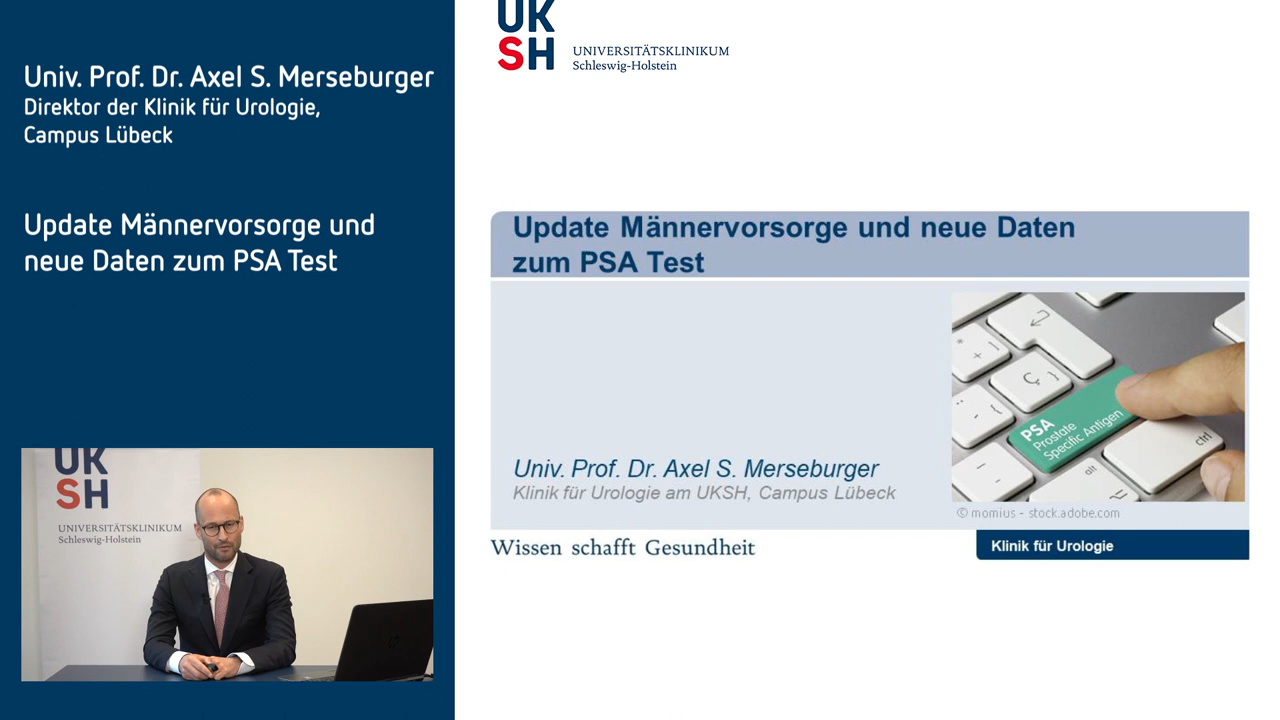 Univ. Prof. Dr. Axel S. Merseburger
Direktor der Klinik für Urologie,
Campus Lübeck
Update Männervorsorge und
neue Daten zum PSA Test
UK
SH
UNIVERSITÄTSKLINIKUM
Schleswig-Holstein
UK
SH
UNIVERSITÄTSKLINIKUM
Schleswig-Holstein
Update Männervorsorge und neue Daten
zum PSA Test
PSA
Prostate
Specific Antigen
alt
ctrl
Univ. Prof. Dr. Axel S. Merseburger
Klinik für Urologie am UKSH, Campus Lübeck
© momius - stock.adobe.com
Wissen schafft Gesundheit
Klinik für Urologie